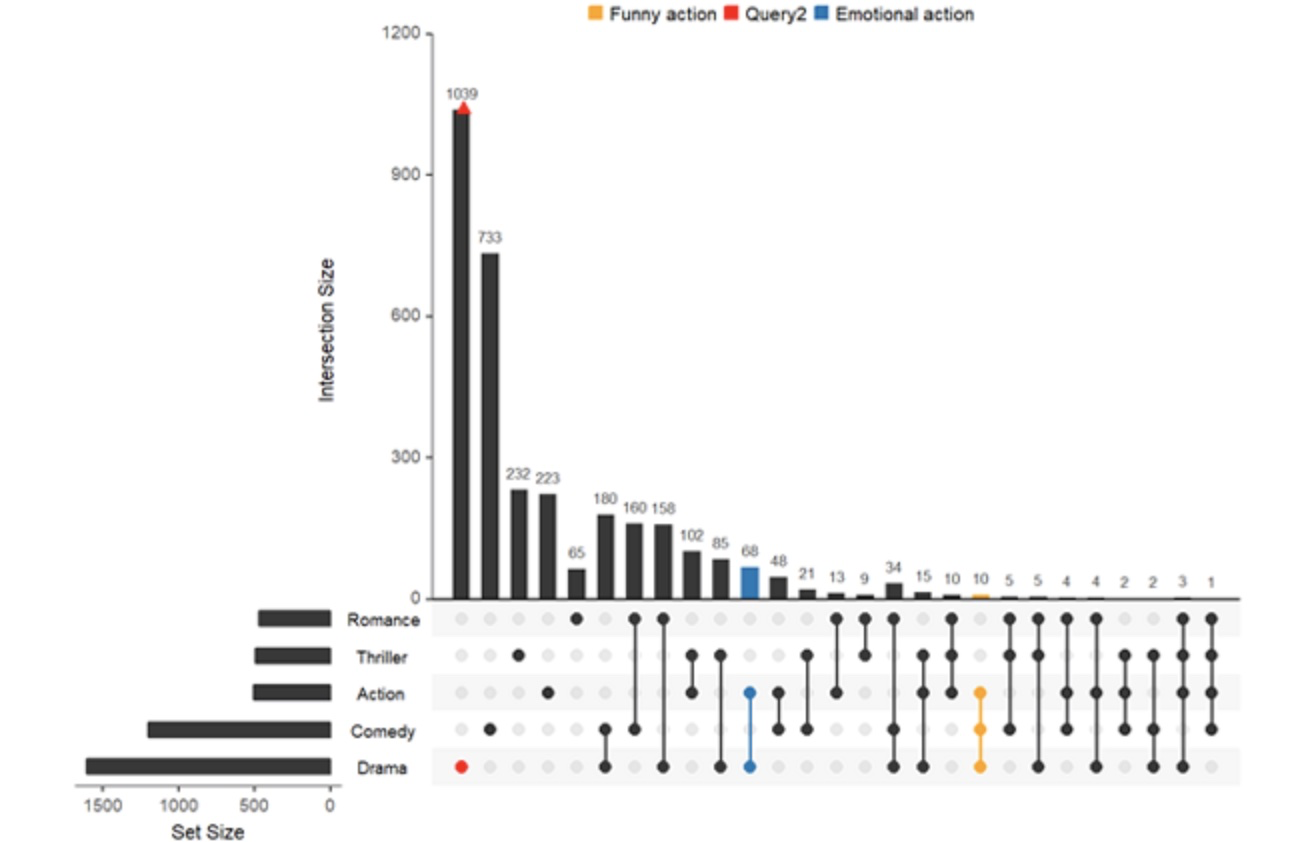 Funny action Query2 Emotional action
1200
1039
900
733
600
Intersection Size
300
232 223
180
160 158
102
85
68
65
48
34
21
13 9 15 10 10 5 5 4 4 2 2 3 1
0
Romance
Thriller
Action
Comedy
Drama
1500 1000 500 0
Set Size